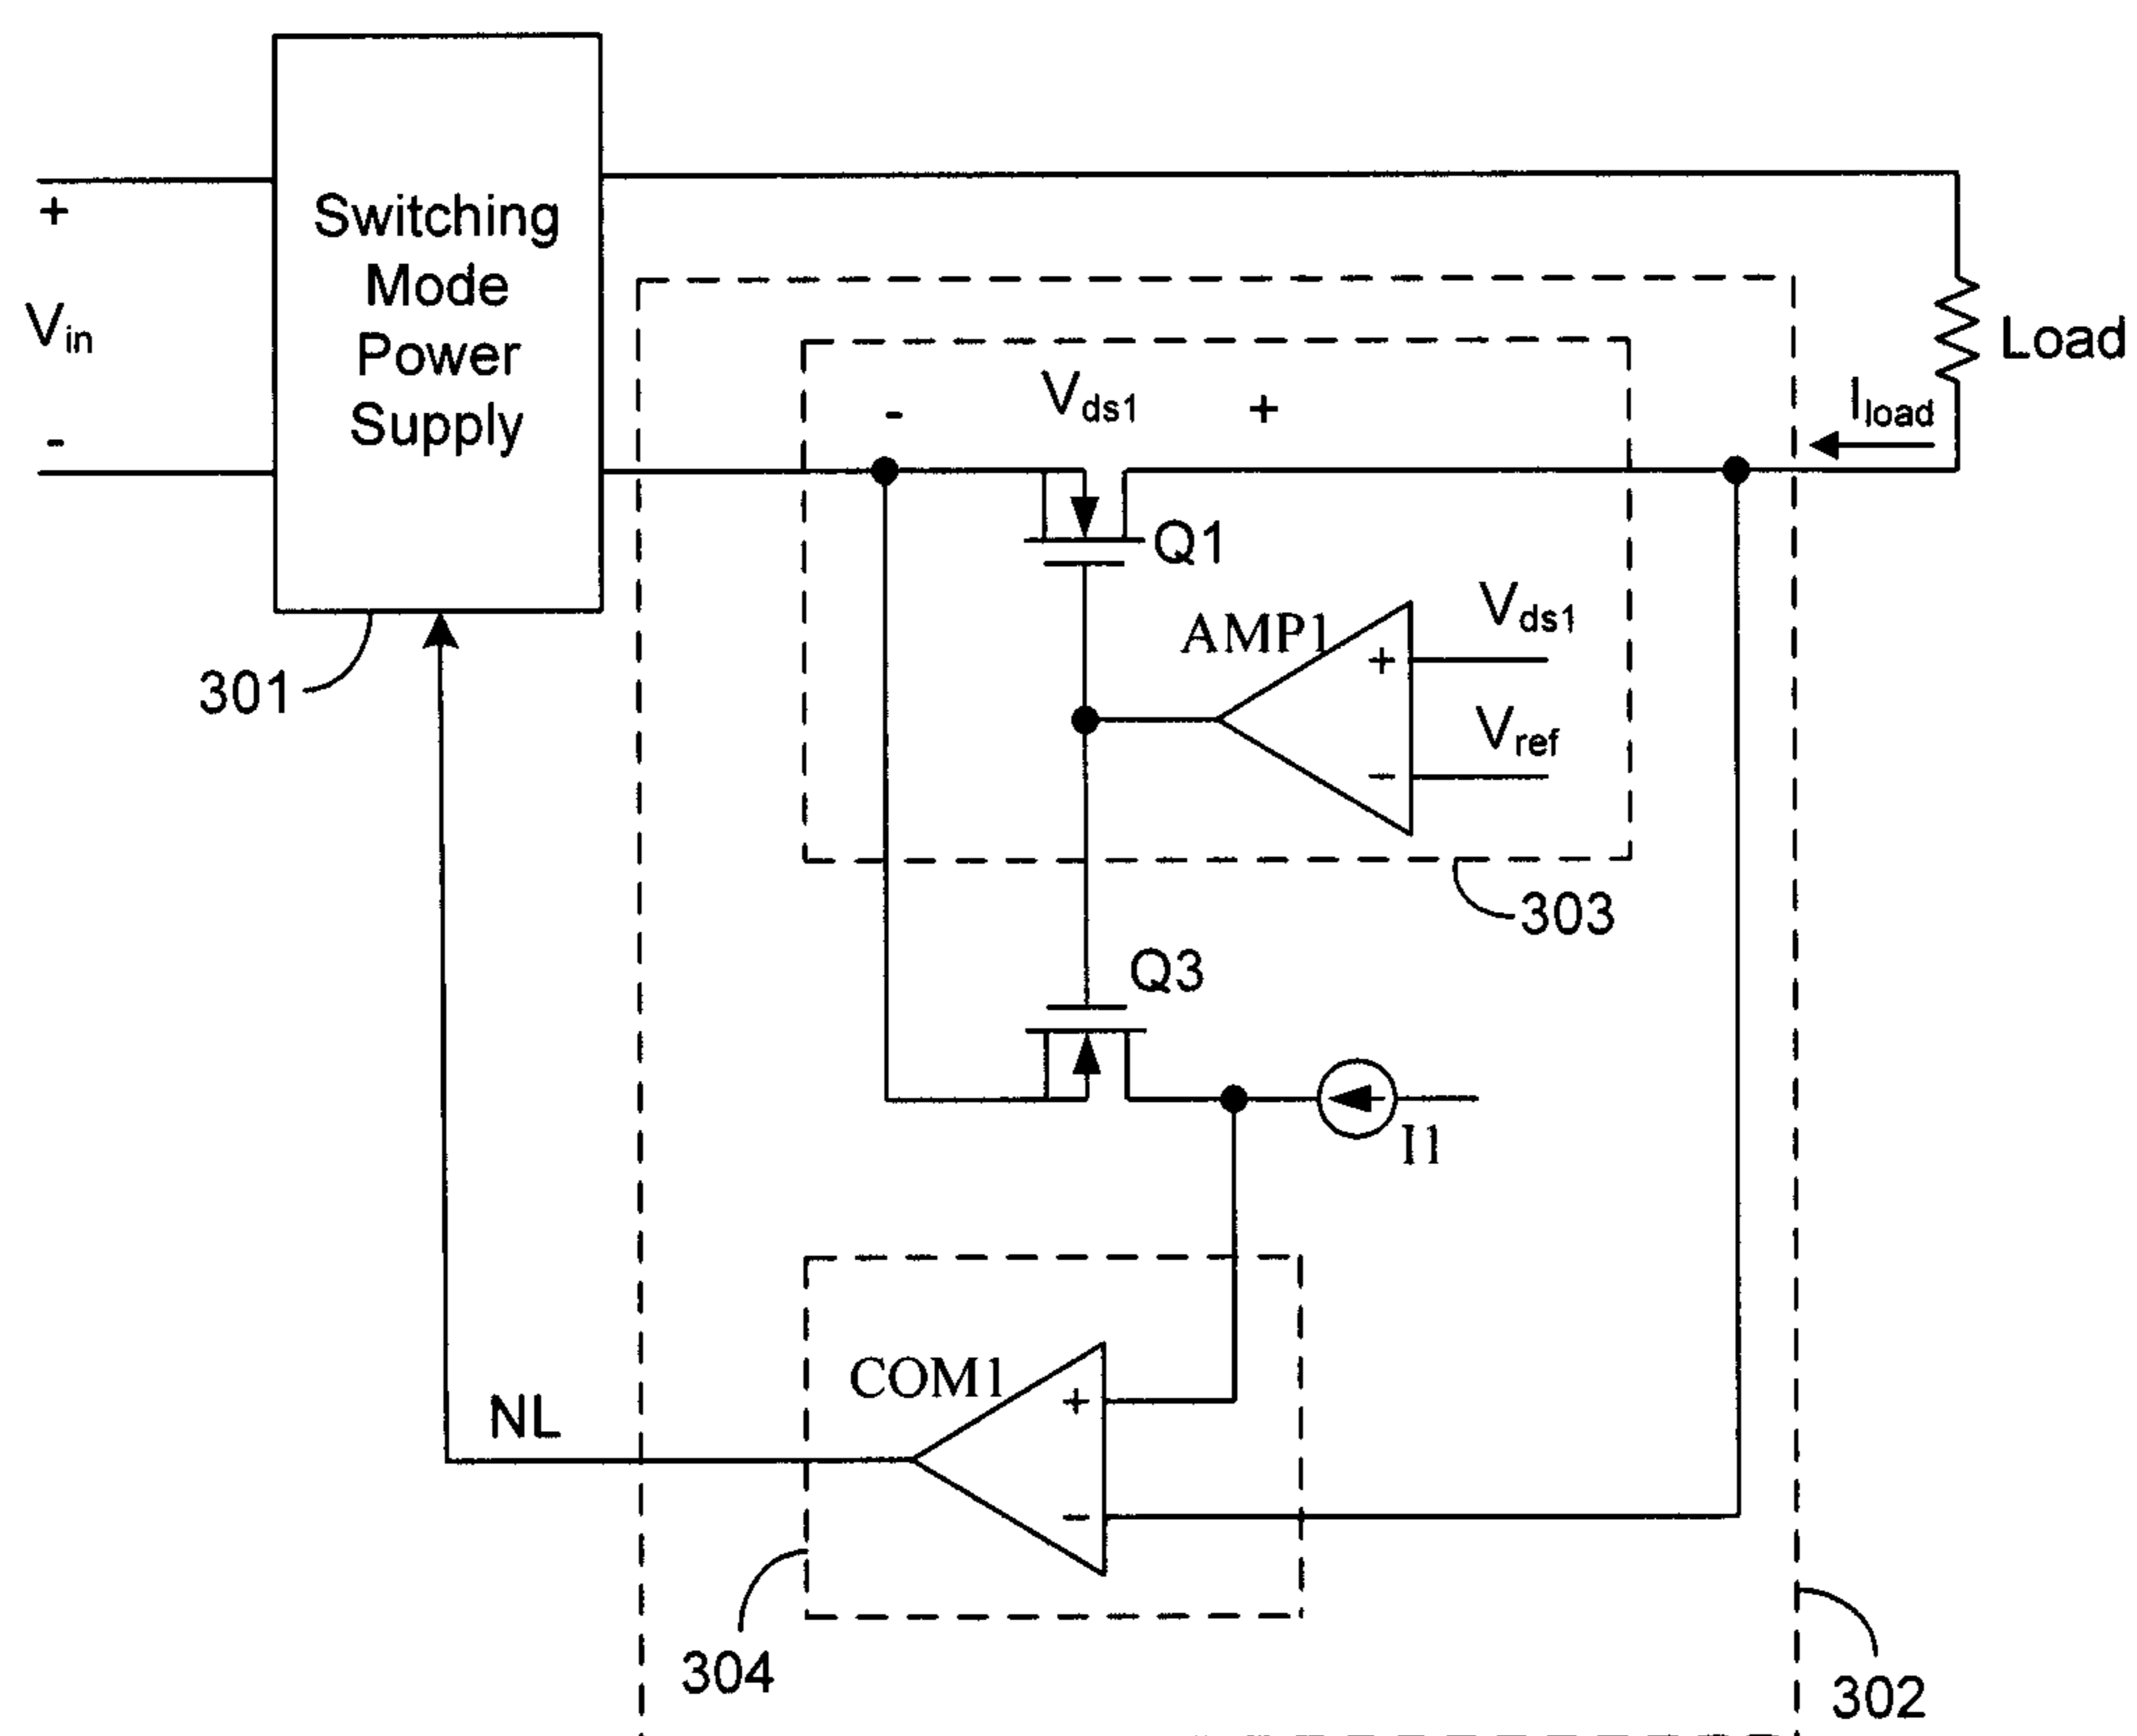 Switching
Mode
Power
Supply
+
Vin
-
Load
Iload
- Vds1 +
Q1
AMP1
+
Vds1
Vref
-
301
303
Q3
I1
COM1
+
-
NL
304
302